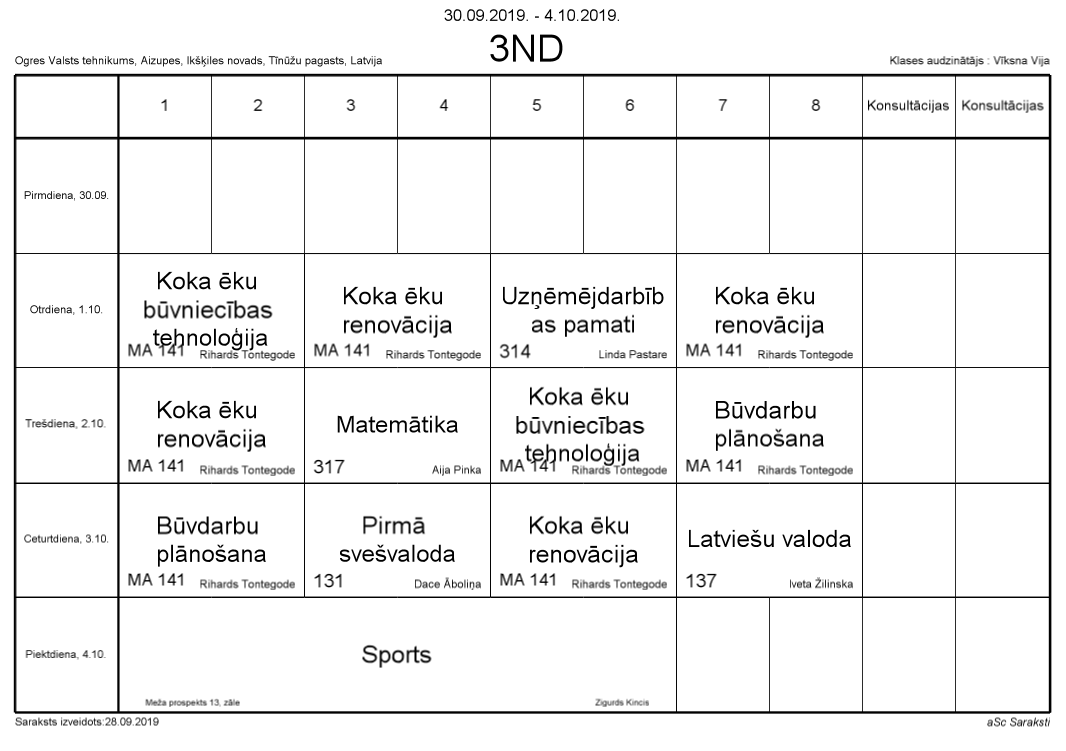 30.09.2019. - 4.10.2019.
3ND
Ogres Valsts tehnikums, Aizupes, Ikšķiles novads, Tīnūžu pagasts, Latvija
Klases audzinātājs : Vīksna Vija
1 2 3 4 5 6 7 8 Konsultācijas Konsultācijas
Pirmdiena, 30.09.
Otrdiena, 1.10.
Koka ēku
būvniecības
tehnoloģija
MA 141 Rihards Tontegode
Koka ēku
renovācija
MA 141 Rihards Tontegode
Uzņēmējdarbīb
as pamati
314 Linda Pastare
Koka ēku
renovācija
MA 141 Rihards Tontegode
Trešdiena, 2.10.
Koka ēku
renovācija
MA 141 Rihards Tontegode
Matemātika
317 Aija Pinka
Koka ēku
būvniecības
tehnoloģija
MA 141 Rihards Tontegode
Būvdarbu
plānošana
MA 141 Rihards Tontegode
Ceturtdiena, 3.10.
Būvdarbu
plānošana
MA 141 Rihards Tontegode
Pirmā
svešvaloda
131 Dace Āboliņa
Koka ēku
renovācija
MA 141 Rihards Tontegode
Latviešu valoda
137 Iveta Žilinska
Piektdiena, 4.10.
Sports
Meža prospekts 13, zāle Zigurds Kincis
Saraksts izveidots:28.09.2019
aSc Saraksti